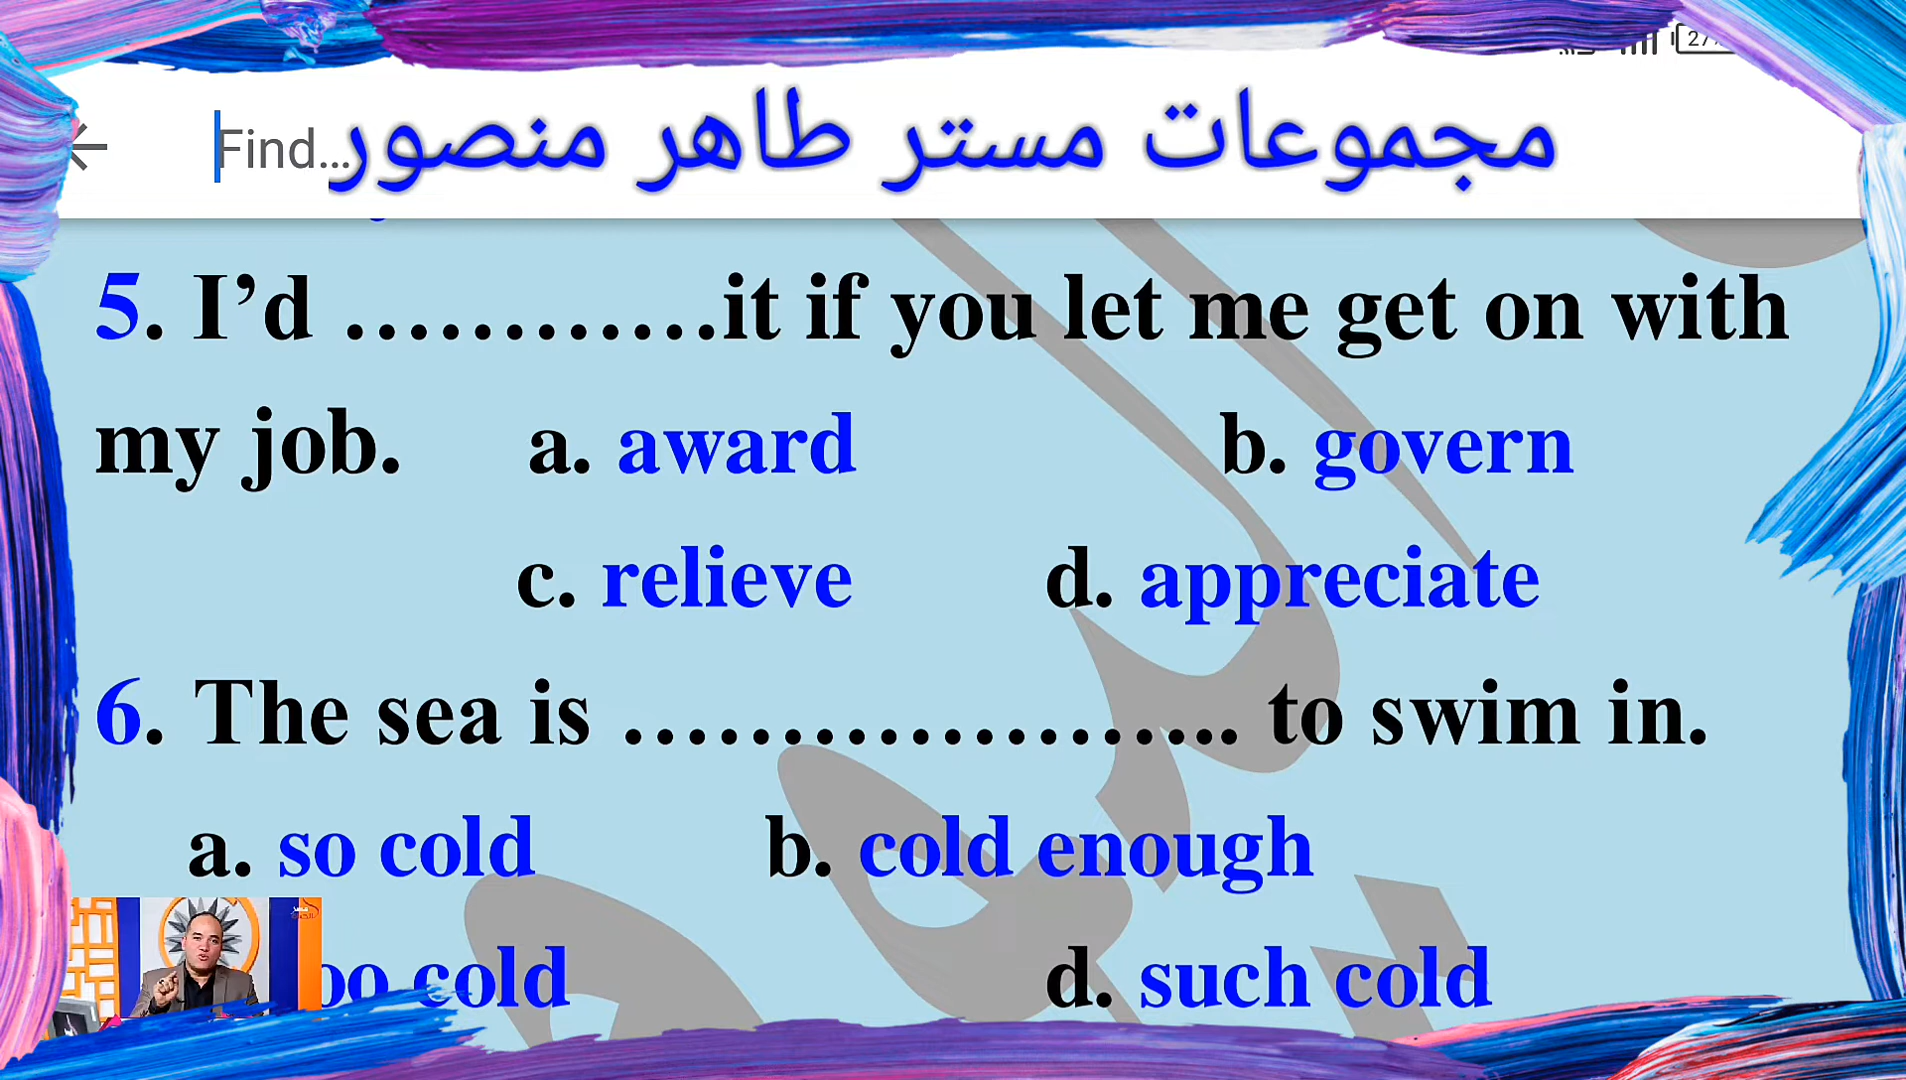 Find... مجموعات مستر طاهر منصور
5. I’d …………it if you let me get on with
my job. a. award b. govern
c. relieve d. appreciate
6. The sea is ……………….. to swim in.
a. so cold b. cold enough
cold d. such cold